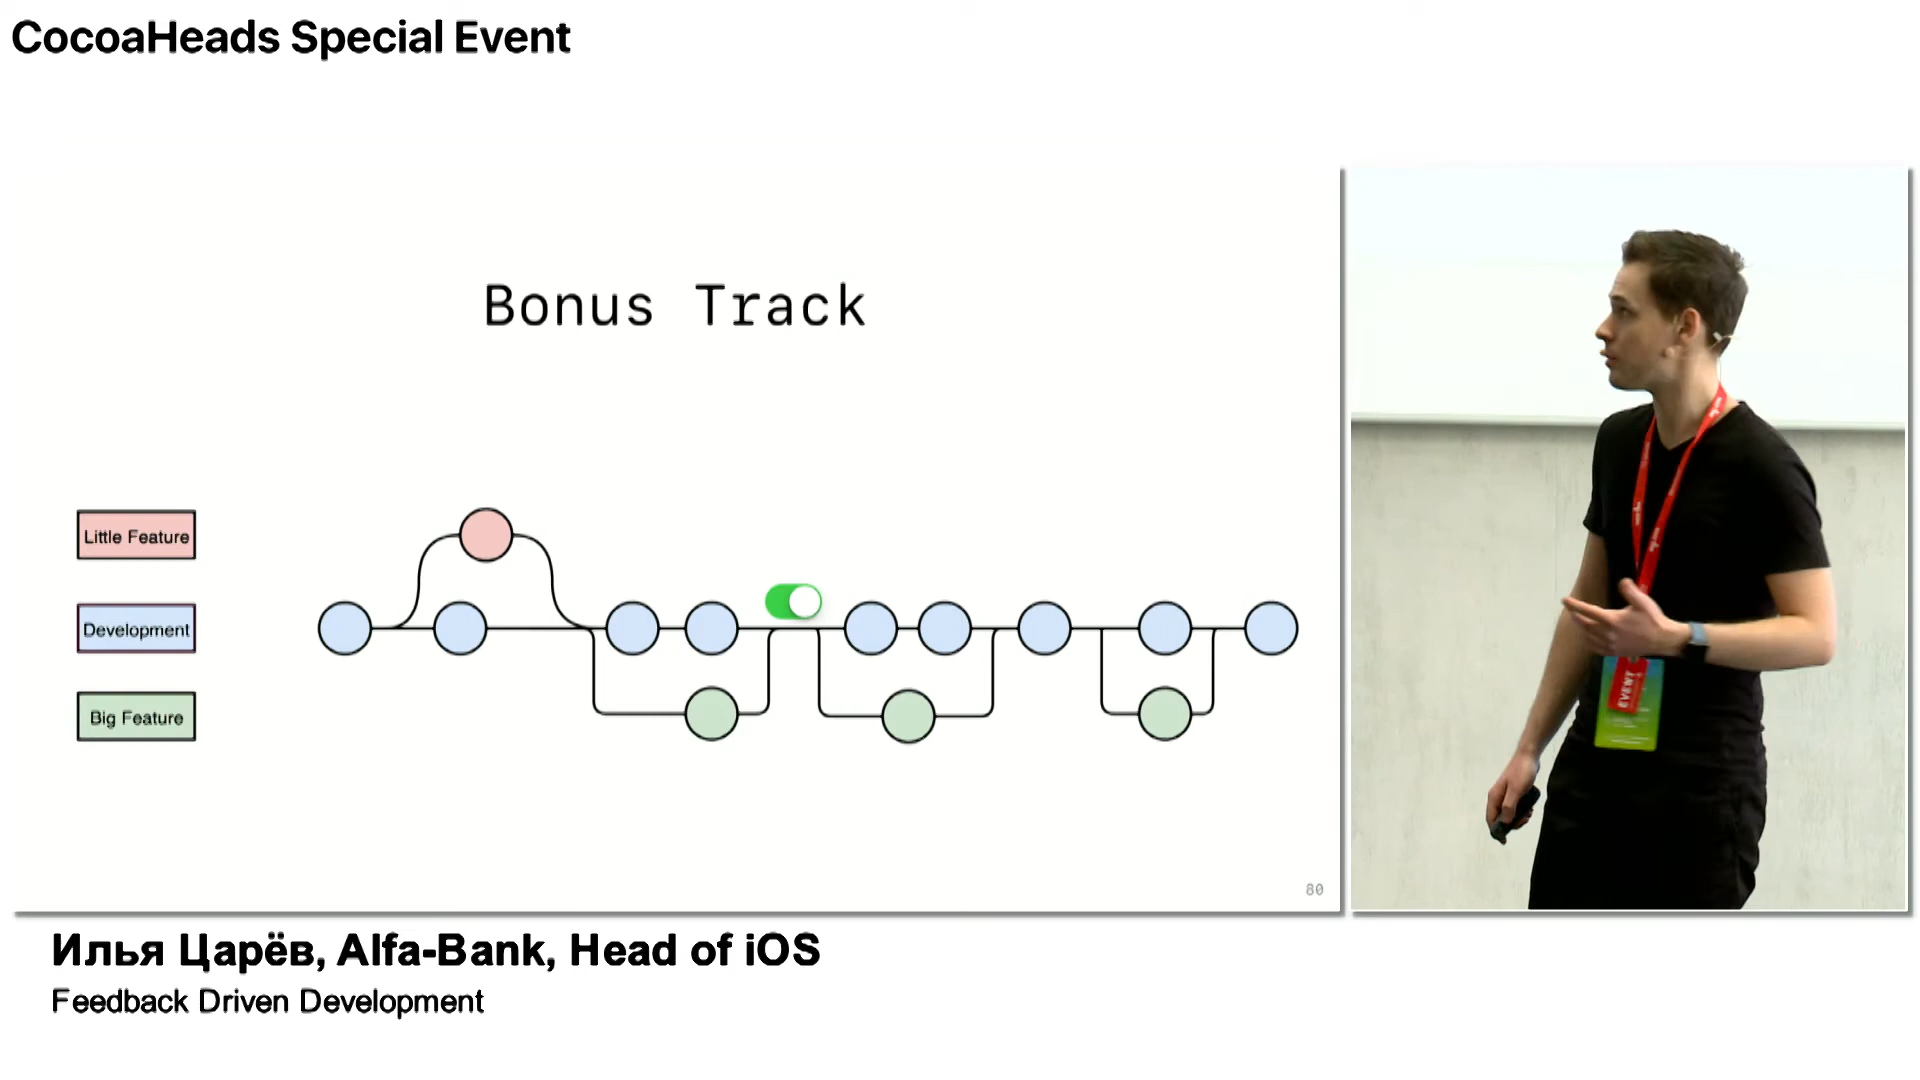 CocoaHeads Special Event
Bonus Track
Little Feature
Development
Big Feature
80
EVENT
Илья Царёв, Alfa-Bank, Head of iOS
Feedback Driven Development